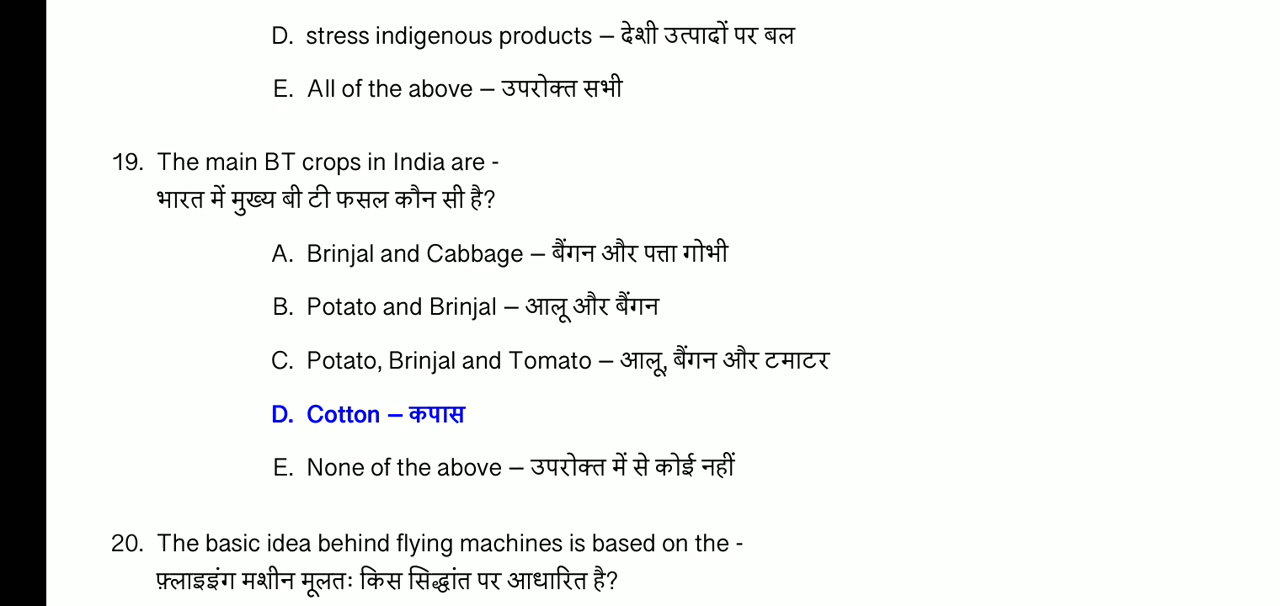 D. stress indigenous products – देशी उत्पादों पर बल
E. All of the above – उपरोक्त सभी
19. The main BT crops in India are -
भारत में मुख्य बी टी फसल कौन सी है?
A. Brinjal and Cabbage – बैंगन और पत्ता गोभी
B. Potato and Brinjal – आलू और बैंगन
C. Potato, Brinjal and Tomato – आलू, बैंगन और टमाटर
D. Cotton – कपास
E. None of the above – उपरोक्त में से कोई नहीं
20. The basic idea behind flying machines is based on the -
फ़्लाइइंग मशीन मूलतः किस सिद्धांत पर आधारित है?